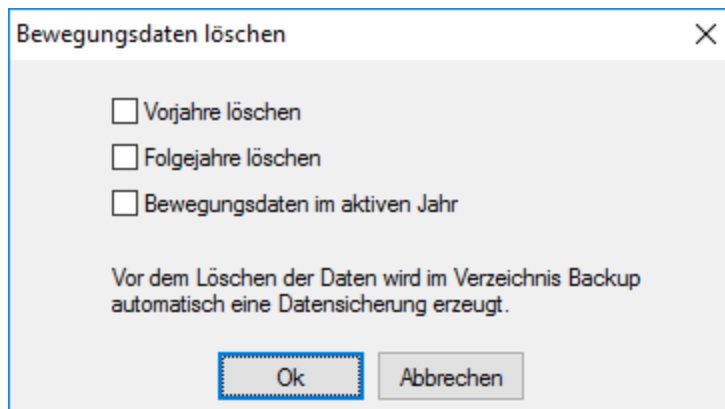 Bewegungsdaten löschen
Vorjahre löschen
Folgejahre löschen
Bewegungsdaten im aktiven Jahr
Vor dem Löschen der Daten wird im Verzeichnis Backup
automatisch eine Datensicherung erzeugt.
Ok Abbrechen